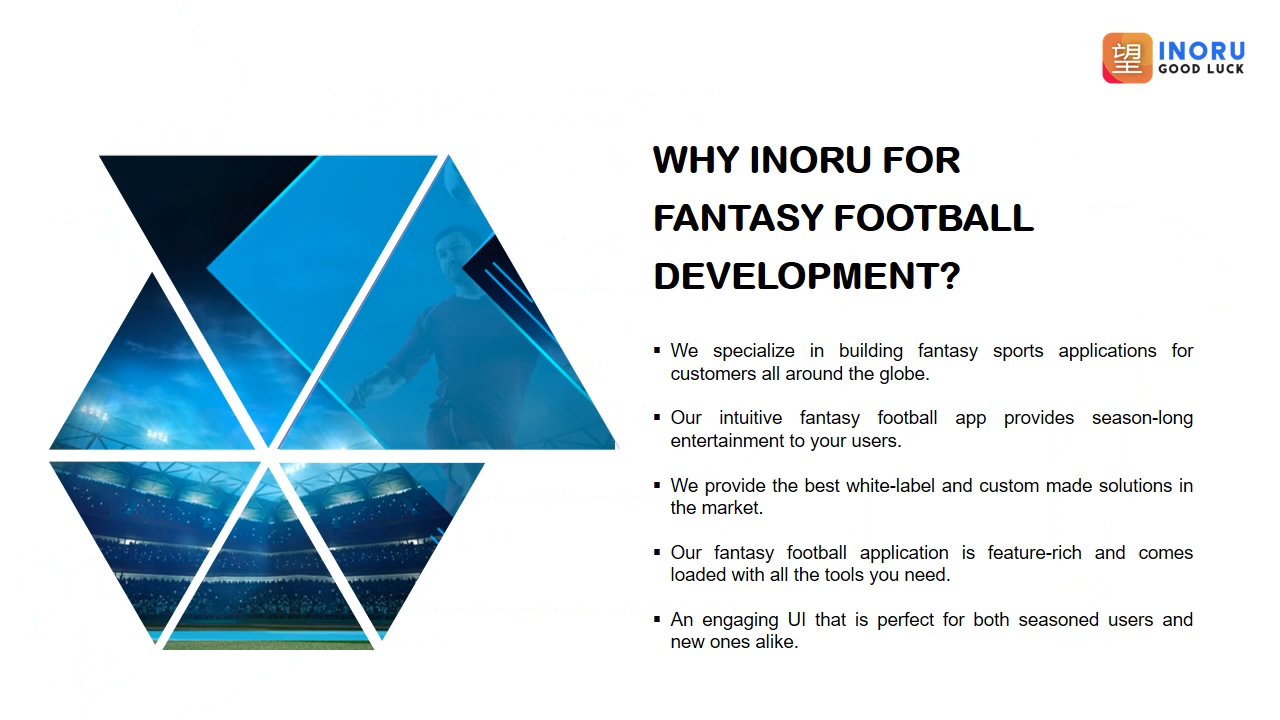 望 INORU
GOOD LUCK
WHY INORU FOR
FANTASY FOOTBALL
DEVELOPMENT?
▪ We specialize in building fantasy sports applications for
customers all around the globe.
▪ Our intuitive fantasy football app provides season-long
entertainment to your users.
▪ We provide the best white-label and custom made solutions in
the market.
▪ Our fantasy football application is feature-rich and comes
loaded with all the tools you need.
▪ An engaging UI that is perfect for both seasoned users and
new ones alike.